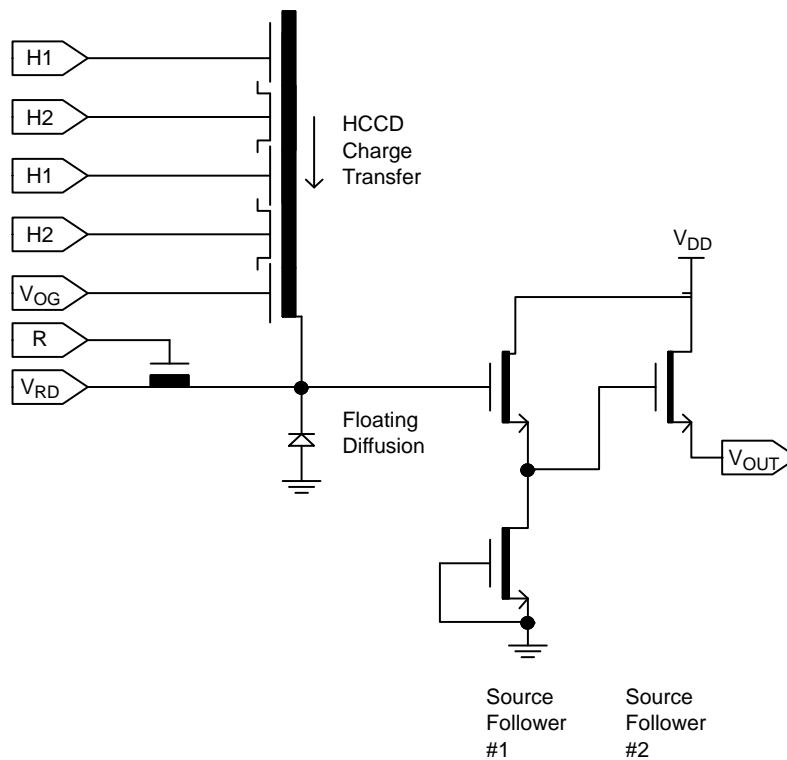 H1
H2
H1
H2
VOG
R
VRD
HCCD
Charge
Transfer
Floating
Diffusion
VDD
VOUT
Source
Follower
#1
Source
Follower
#2